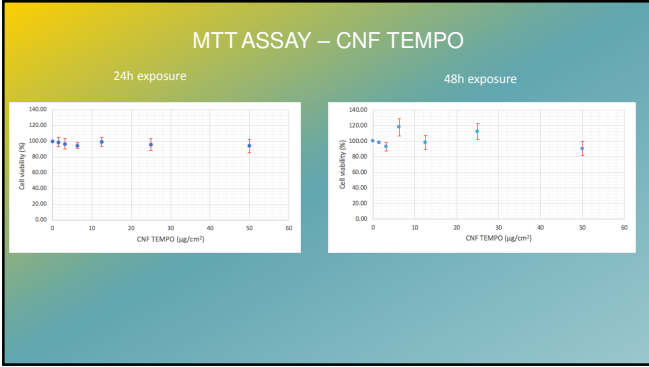 MTT ASSAY – CNF TEMPO
24h exposure
48h exposure
140.00
120.00
100.00
80.00
60.00
40.00
20.00
0.00
Cell viability (%)
0 10 20 30 40 50 60
CNF TEMPO (µg/cm²)
140.00
120.00
100.00
80.00
60.00
40.00
20.00
0.00
Cell viability (%)
0 10 20 30 40 50 60
CNF TEMPO (µg/cm²)